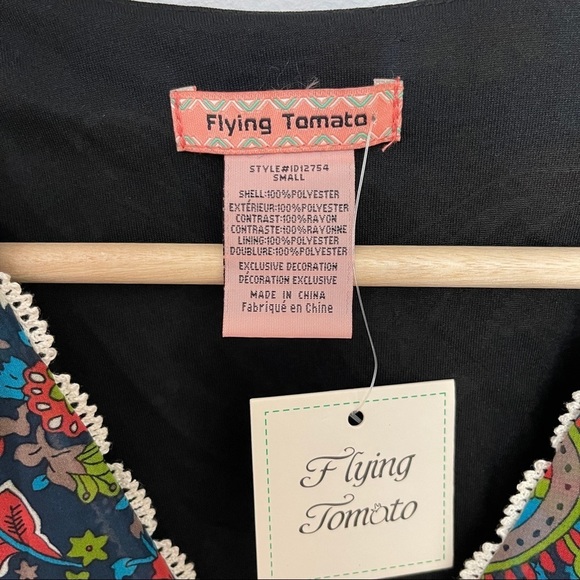 Flying Tomato
STYLE#ID12754
SMALL
SHELL:100%POLYESTER
EXTÉRIEUR:100%POLYESTER
CONTRAST:100%RAYON
CONTRASTE:100%RAYONNE
LINING:100%POLYESTER
DOUBLURE:100%POLYESTER
EXCLUSIVE DECORATION
DÉCORATION EXCLUSIVE
MADE IN CHINA
Fabriqué en Chine
Flying
Tomato